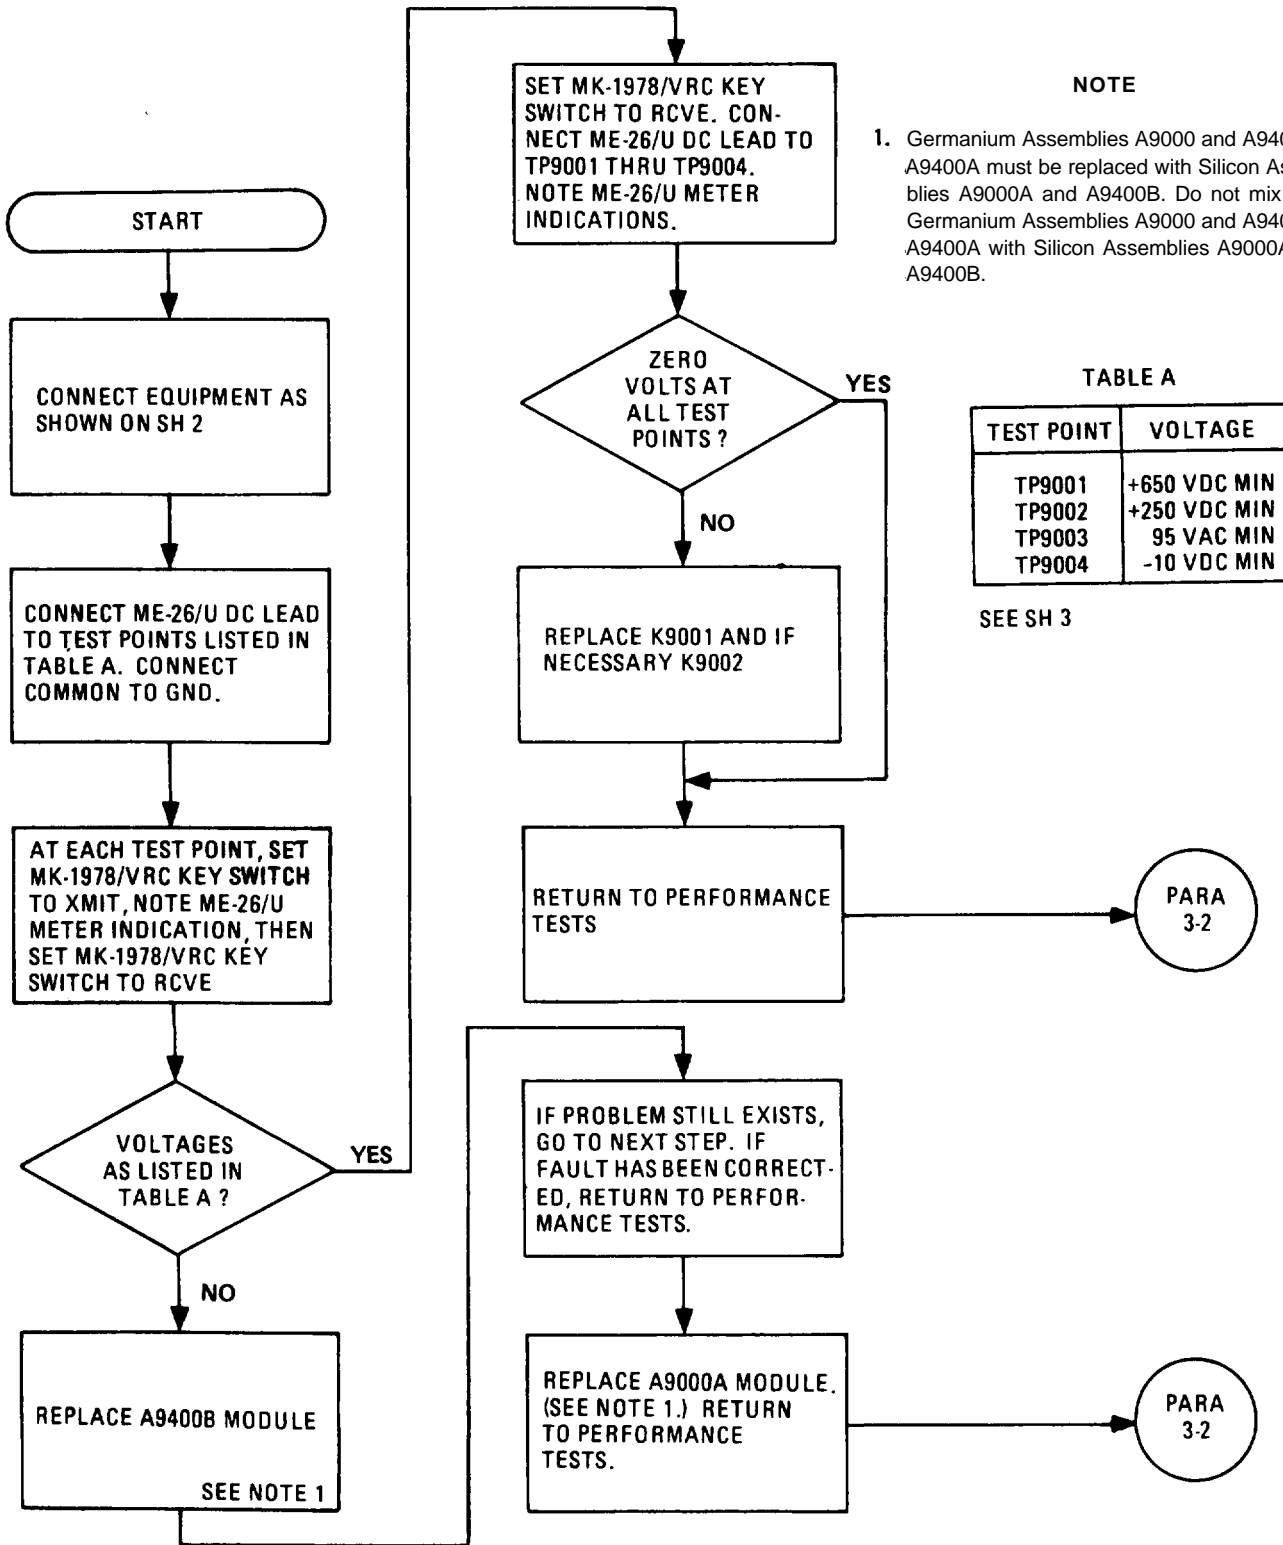 START
CONNECT EQUIPMENT AS
SHOWN ON SH 2
CONNECT ME-26/U DC LEAD
TO TEST POINTS LISTED IN
TABLE A. CONNECT
COMMON TO GND.
AT EACH TEST POINT, SET
MK-1978/VRC KEY SWITCH
TO XMIT, NOTE ME-26/U
METER INDICATION, THEN
SET MK-1978/VRC KEY
SWITCH TO RCVE
VOLTAGES
AS LISTED IN
TABLE A ?
YES
NO
REPLACE A9400B MODULE
SEE NOTE 1
SET MK-1978/VRC KEY
SWITCH TO RCVE. CON-
NECT ME-26/U DC LEAD TO
TP9001 THRU TP9004.
NOTE ME-26/U METER
INDICATIONS.
ZERO
VOLTS AT
ALL TEST
POINTS ?
YES
NO
REPLACE K9001 AND IF
NECESSARY K9002
RETURN TO PERFORMANCE
TESTS
PARA
3-2
IF PROBLEM STILL EXISTS,
GO TO NEXT STEP. IF
FAULT HAS BEEN CORRECT-
ED, RETURN TO PERFOR-
MANCE TESTS.
REPLACE A9000A MODULE.
(SEE NOTE 1.) RETURN
TO PERFORMANCE
TESTS.
PARA
3-2
NOTE
1. Germanium Assemblies A9000 and
A9400A must be replaced with Silicon
blies A9000A and A9400B. Do not mix
Germanium Assemblies A9000 and
A9400A with Silicon Assemblies A9000A
A9400B.
TABLE A
TEST POINT VOLTAGE
TP9001 +650 VDC MIN
TP9002 +250 VDC MIN
TP9003 95 VAC MIN
TP9004 -10 VDC MIN
SEE SH 3